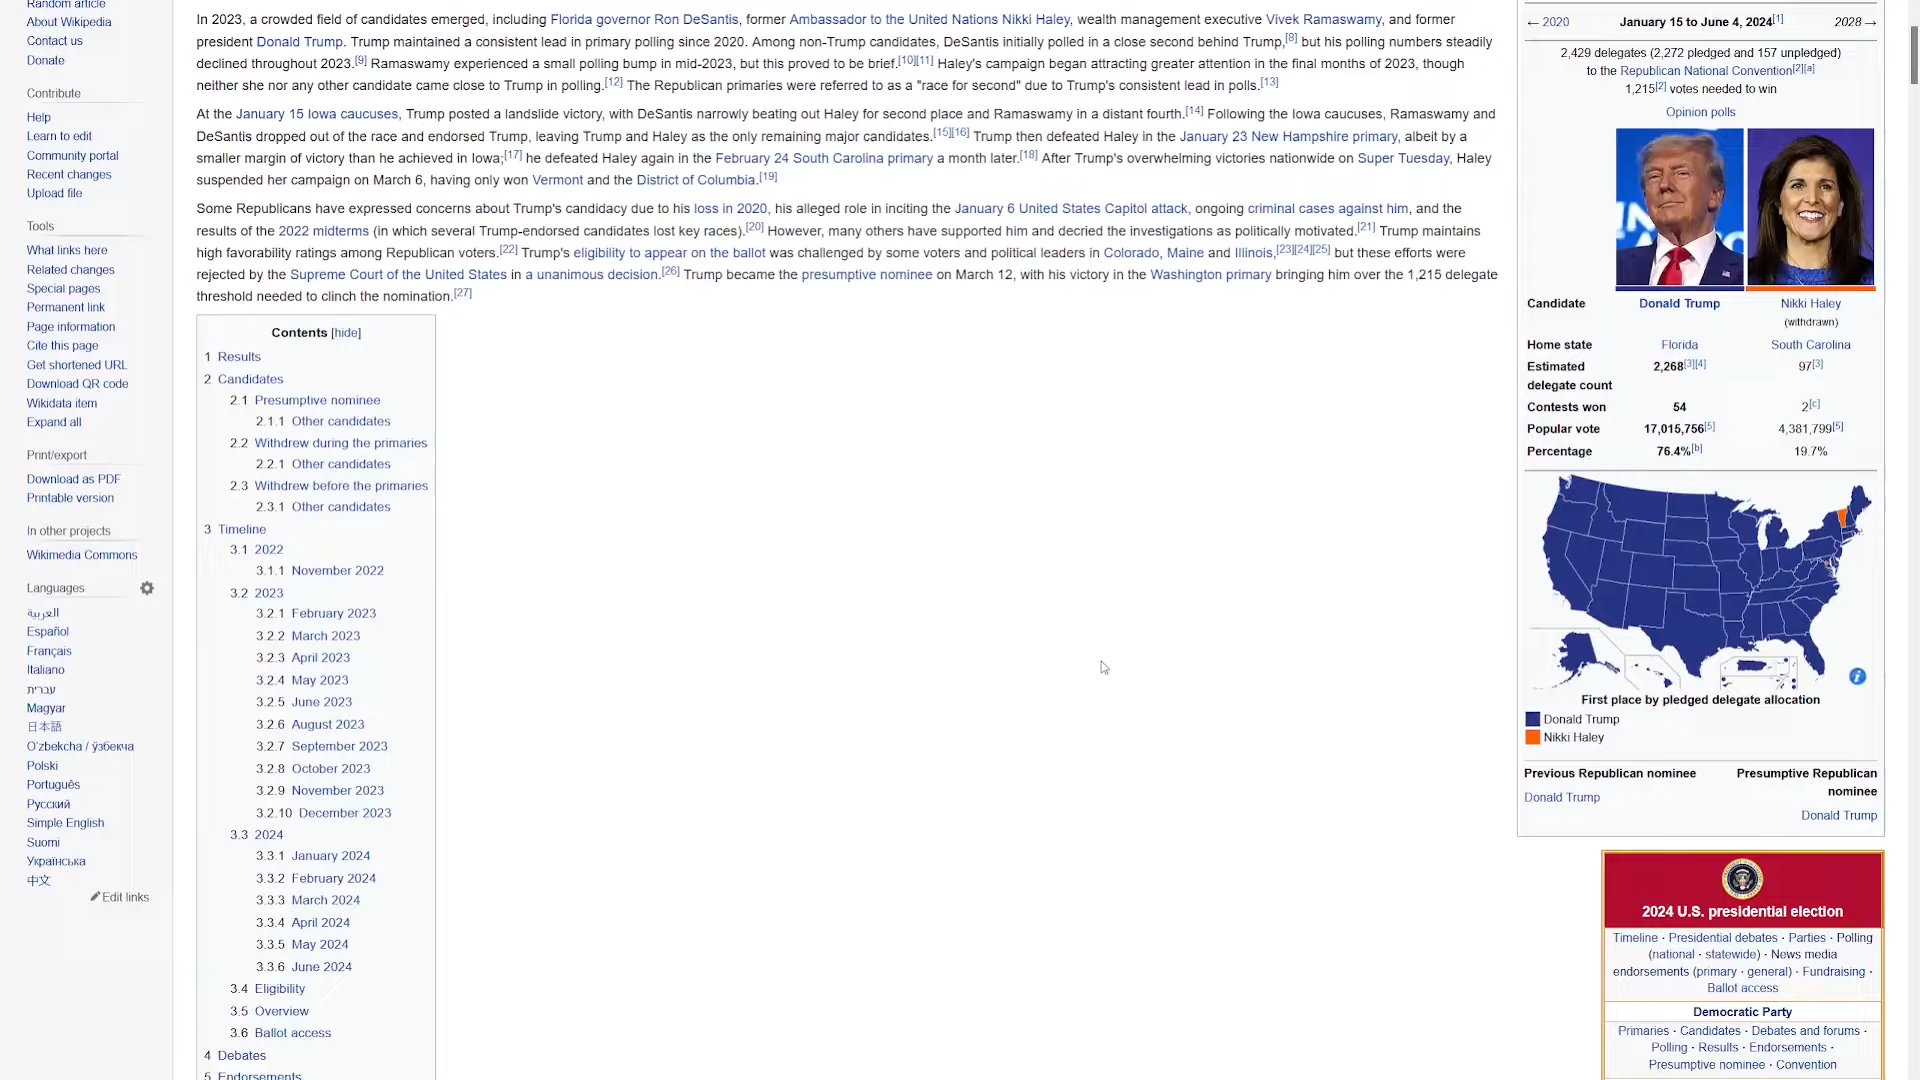 Random article
About Wikipedia
Contact us
Donate
Contribute
Help
Learn to edit
Community portal
Recent changes
Upload file
Tools
What links here
Related changes
Special pages
Permanent link
Page information
Cite this page
Get shortened URL
Download QR code
Wikidata item
Expand all
Print/export
Download as PDF
Printable version
In other projects
Wikimedia Commons
Languages
العربية
Español
Français
Italiano
עברית
Magyar
日本語
Oʻzbekcha / ўзбекча
Polski
Português
Русский
Simple English
Suomi
Українська
中文
Edit links
In 2023, a crowded field of candidates emerged, including Florida governor Ron DeSantis, former Ambassador to the United Nations Nikki Haley, wealth management executive Vivek Ramaswamy, and former
president Donald Trump. Trump maintained a consistent lead in primary polling since 2020. Among non-Trump candidates, DeSantis initially polled in a close second behind Trump,[8] but his polling numbers steadily
declined throughout 2023.[9] Ramaswamy experienced a small polling bump in mid-2023, but this proved to be brief.[10][11] Haley's campaign began attracting greater attention in the final months of 2023, though
neither she nor any other candidate came close to Trump in polling.[12] The Republican primaries were referred to as a "race for second" due to Trump's consistent lead in polls.[13]
At the January 15 Iowa caucuses, Trump posted a landslide victory, with DeSantis narrowly beating out Haley for second place and Ramaswamy in a distant fourth.[14] Following the Iowa caucuses, Ramaswamy and
DeSantis dropped out of the race and endorsed Trump, leaving Trump and Haley as the only remaining major candidates.[15][16] Trump then defeated Haley in the January 23 New Hampshire primary, albeit by a
smaller margin of victory than he achieved in Iowa;[17] he defeated Haley again in the February 24 South Carolina primary a month later.[18] After Trump's overwhelming victories nationwide on Super Tuesday, Haley
suspended her campaign on March 6, having only won Vermont and the District of Columbia.[19]
Some Republicans have expressed concerns about Trump's candidacy due to his loss in 2020, his alleged role in inciting the January 6 United States Capitol attack, ongoing criminal cases against him, and the
results of the 2022 midterms (in which several Trump-endorsed candidates lost key races).[20] However, many others have supported him and decried the investigations as politically motivated.[21] Trump maintains
high favorability ratings among Republican voters.[22] Trump's eligibility to appear on the ballot was challenged by some voters and political leaders in Colorado, Maine and Illinois,[23][24][25] but these efforts were
rejected by the Supreme Court of the United States in a unanimous decision.[26] Trump became the presumptive nominee on March 12, with his victory in the Washington primary bringing him over the 1,215 delegate
threshold needed to clinch the nomination.[27]
Contents [hide]
1 Results
2 Candidates
2.1 Presumptive nominee
2.1.1 Other candidates
2.2 Withdrew during the primaries
2.2.1 Other candidates
2.3 Withdrew before the primaries
2.3.1 Other candidates
3 Timeline
3.1 2022
3.1.1 November 2022
3.2 2023
3.2.1 February 2023
3.2.2 March 2023
3.2.3 April 2023
3.2.4 May 2023
3.2.5 June 2023
3.2.6 August 2023
3.2.7 September 2023
3.2.8 October 2023
3.2.9 November 2023
3.2.10 December 2023
3.3 2024
3.3.1 January 2024
3.3.2 February 2024
3.3.3 March 2024
3.3.4 April 2024
3.3.5 May 2024
3.3.6 June 2024
3.4 Eligibility
3.5 Overview
3.6 Ballot access
4 Debates
5 Endorsements
← 2020 January 15 to June 4, 2024[1] 2028 →
2,429 delegates (2,272 pledged and 157 unpledged)
to the Republican National Convention[2][a]
1,215[2] votes needed to win
Opinion polls
Candidate Donald Trump Nikki Haley
(withdrawn)
Home state Florida South Carolina
Estimated 2,268[3][4] 97[3]
delegate count
Contests won 54 2[c]
Popular vote 17,015,756[5] 4,381,799[5]
Percentage 76.4%[b] 19.7%
i
First place by pledged delegate allocation
Donald Trump
Nikki Haley
Previous Republican nominee Presumptive Republican
nominee
Donald Trump
Donald Trump
2024 U.S. presidential election
Timeline · Presidential debates · Parties · Polling
(national · statewide) · News media
endorsements (primary · general) · Fundraising ·
Ballot access
Democratic Party
Primaries · Candidates · Debates and forums ·
Polling · Results · Endorsements ·
Presumptive nominee · Convention